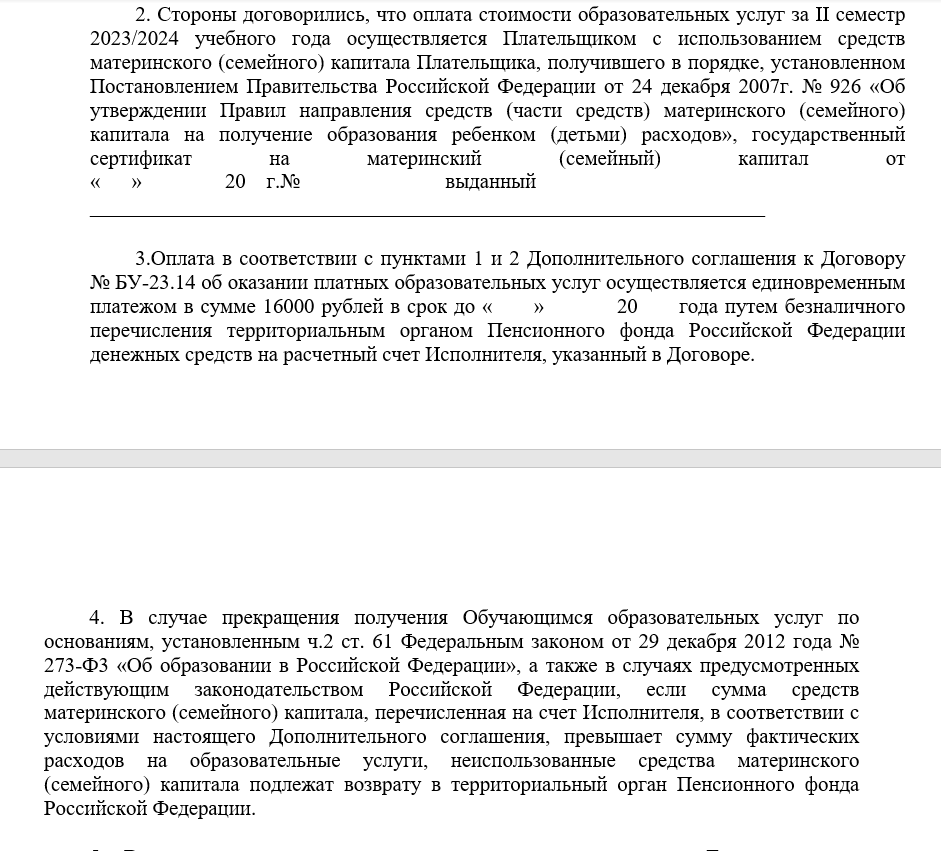 2. Стороны договорились, что оплата стоимости образовательных услуг за II семестр
2023/2024 учебного года осуществляется Плательщиком с использованием средств
материнского (семейного) капитала Плательщика, получившего в порядке, установленном
Постановлением Правительства Российской Федерации от 24 декабря 2007г. № 926 «Об
утверждении Правил направления средств (части средств) материнского (семейного)
капитала на получение образования ребенком (детьми) расходов», государственный
сертификат на материнский (семейный) капитал от
« » 20 г.№ выданный
3.Оплата в соответствии с пунктами 1 и 2 Дополнительного соглашения к Договору
№ БУ-23.14 об оказании платных образовательных услуг осуществляется единовременным
платежом в сумме 16000 рублей в срок до « » 20 года путем безналичного
перечисления территориальным органом Пенсионного фонда Российской Федерации
денежных средств на расчетный счет Исполнителя, указанный в Договоре.
4. В случае прекращения получения Обучающимся образовательных услуг по
основаниям, установленным ч.2 ст. 61 Федеральным законом от 29 декабря 2012 года №
273-ФЗ «Об образовании в Российской Федерации», а также в случаях предусмотренных
действующим законодательством Российской Федерации, если сумма средств
материнского (семейного) капитала, перечисленная на счет Исполнителя, в соответствии с
условиями настоящего Дополнительного соглашения, превышает сумму фактических
расходов на образовательные услуги, неиспользованные средства материнского
(семейного) капитала подлежат возврату в территориальный орган Пенсионного фонда
Российской Федерации.